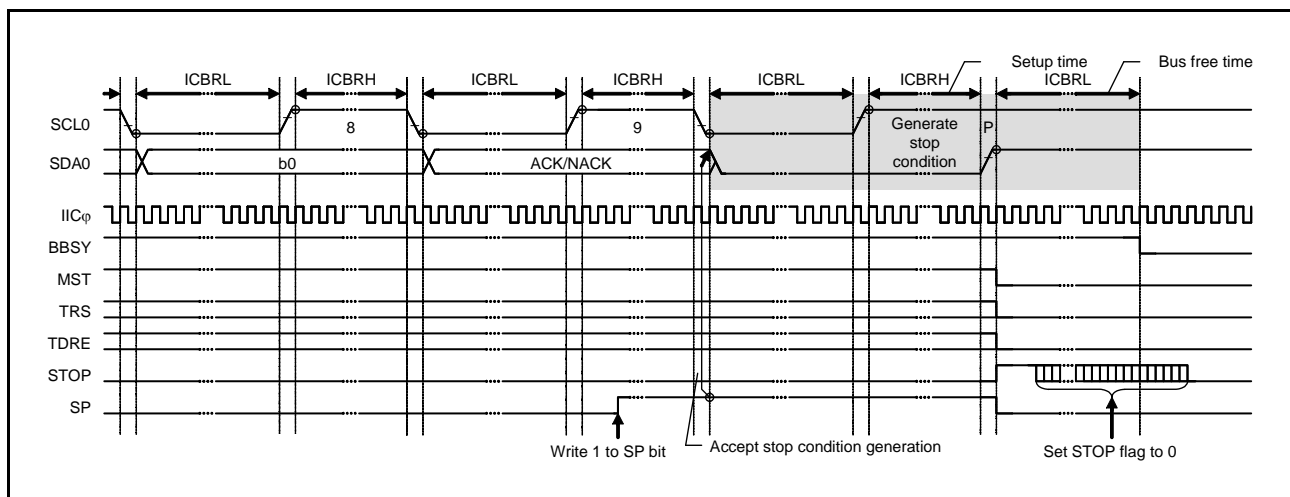 Setup time
Bus free time
ICBRL ICBRH ICBRL ICBRH ICBRL ICBRH ICBRL
SCL0 8 9 Generate stop condition P
SDA0 b0 ACK/NACK
IICφ
BBSY
MST
TRS
TDRE
STOP
SP
Write 1 to SP bit
Accept stop condition generation
Set STOP flag to 0